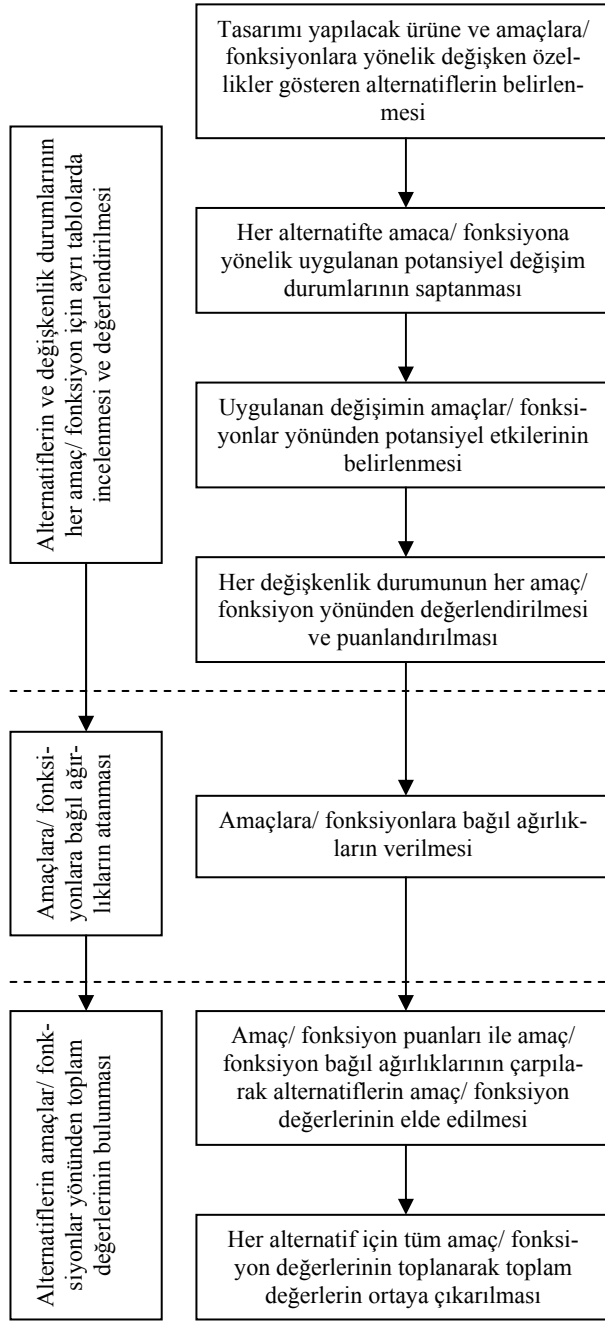 Tasarımı yapılacak ürüne ve amaçlara/
fonksiyonlara yönelik değişken özel-
likler gösteren alternatiflerin belirlen-
mesi
Alternatiflerin ve değişkenlik durumlarının
her amaç/ fonksiyon için ayrı tablolarda
incelenmesi ve değerlendirilmesi
Her alternatifte amaca/ fonksiyona
yönelik uygulanan potansiyel değişim
durumlarının saptanması
Uygulanan değişimin amaçlar/ fonksi-
yonlar yönünden potansiyel etkilerinin
belirlenmesi
Her değişkenlik durumunun her amaç/
fonksiyon yönünden değerlendirilmesi
ve puanlandırılması
Amaçlara/ fonksi-
yonlara bağıl ağır-
lıkların atanması
Amaçlara/ fonksiyonlara bağıl ağırlık-
ların verilmesi
Alternatiflerin amaçlar/ fonk-
siyonlar yönünden toplam
değerlerinin bulunması
Amaç/ fonksiyon puanları ile amaç/
fonksiyon bağıl ağırlıklarının çarpıla-
rak alternatiflerin amaç/ fonksiyon
değerlerinin elde edilmesi
Her alternatif için tüm amaç/ fonksi-
yon değerlerinin toplanarak toplam
değerlerin ortaya çıkarılması